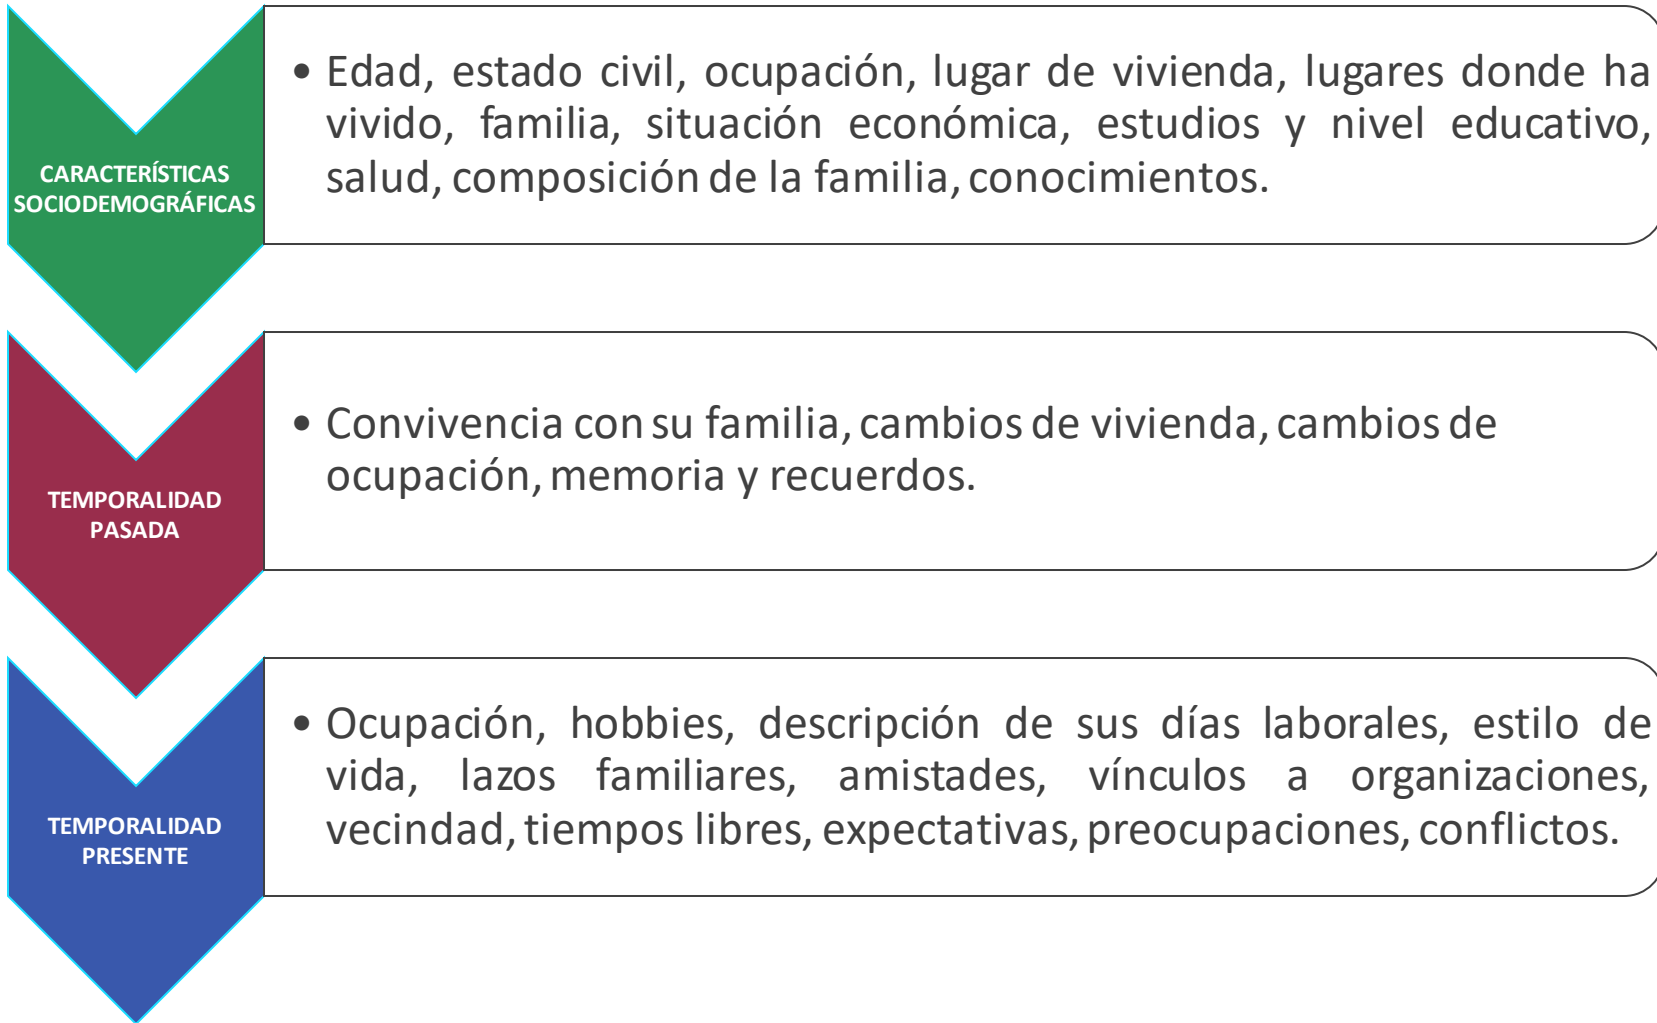 CARACTERÍSTICAS
SOCIODEMOGRÁFICAS
• Edad, estado civil, ocupación, lugar de vivienda, lugares donde ha
vivido, familia, situación económica, estudios y nivel educativo,
salud, composición de la familia, conocimientos.
TEMPORALIDAD
PASADA
• Convivencia con su familia, cambios de vivienda, cambios de
ocupación, memoria y recuerdos.
TEMPORALIDAD
PRESENTE
• Ocupación, hobbies, descripción de sus días laborales, estilo de
vida, lazos familiares, amistades, vínculos a organizaciones,
vecindad, tiempos libres, expectativas, preocupaciones, conflictos.